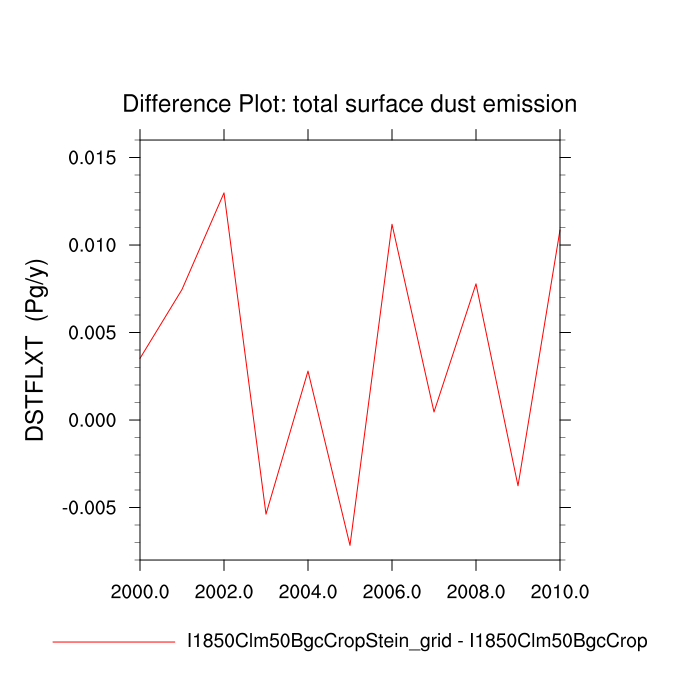 Difference Plot: total surface dust emission
DSTFLXT (Pg/y)
0.015
0.010
0.005
0.000
-0.005
2000.0 2002.0 2004.0 2006.0 2008.0 2010.0
I1850Clm50BgcCropStein_grid - I1850Clm50BgcCrop